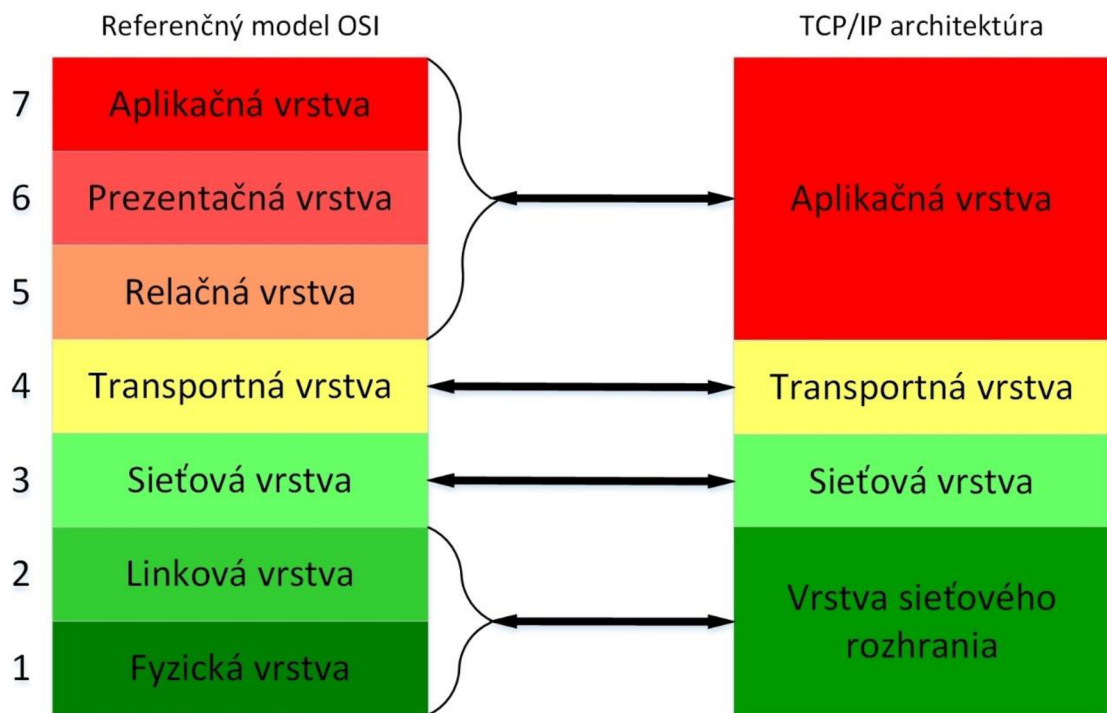 Referenčný model OSI
TCP/IP architektúra
7
Aplikačná vrstva
6
Prezentačná vrstva
Aplikačná vrstva
5
Relačná vrstva
4
Transportná vrstva
Transportná vrstva
3
Sieťová vrstva
Sieťová vrstva
2
Linková vrstva
Vrstva sieťového
rozhrania
1
Fyzická vrstva